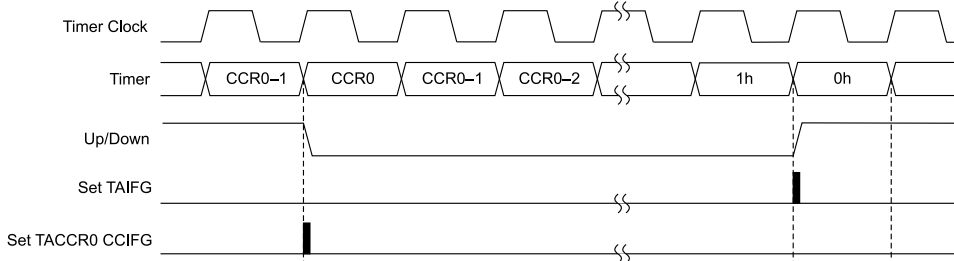 Timer Clock
Timer CCR0–1 CCR0 CCR0–1 CCR0–2 1h 0h
Up/Down
Set TAIFG
Set TACCR0 CCIFG